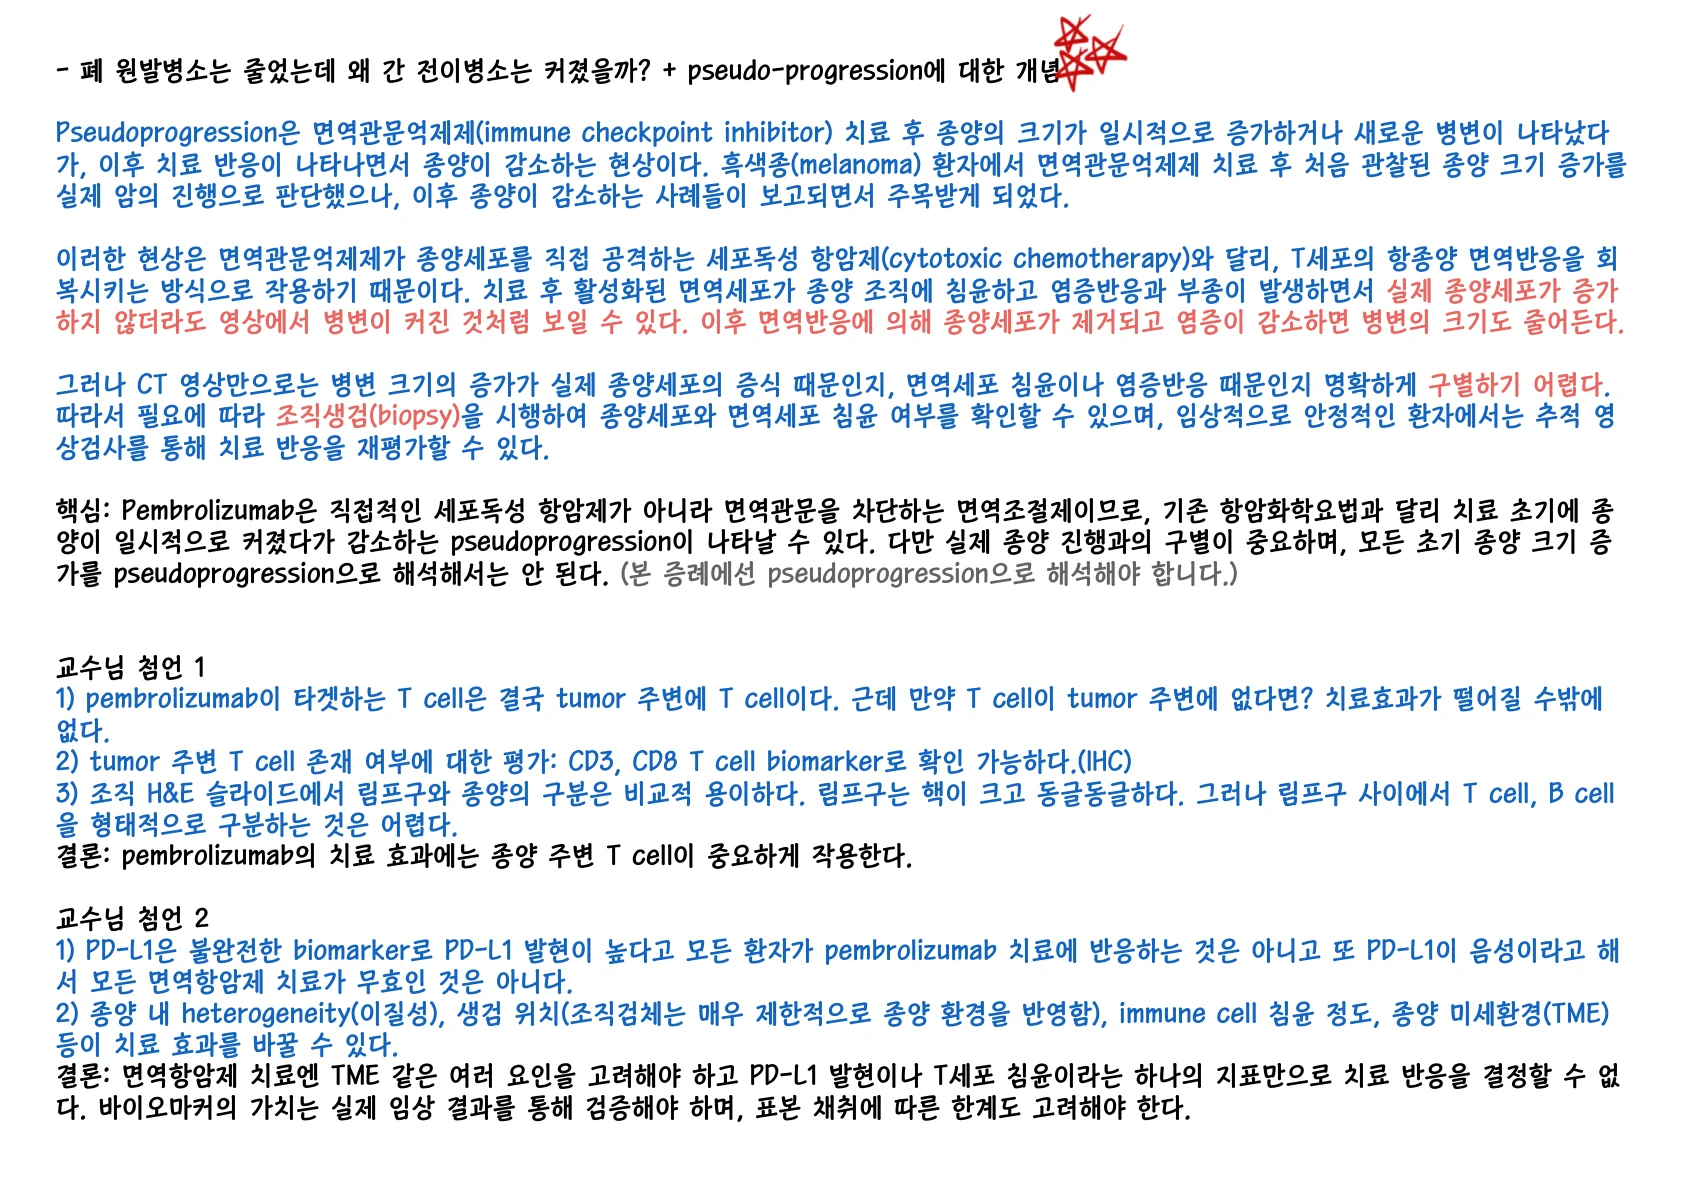 - 폐 원발병소는 줄었는데 왜 간 전이병소는 커졌을까? + pseudo-progression에 대한 개념
Pseudoprogression은 면역관문억제제(immune checkpoint inhibitor) 치료 후 종양의 크기가 일시적으로 증가하거나 새로운 병변이 나타났다
가, 이후 치료 반응이 나타나면서 종양이 감소하는 현상이다. 흑색종(melanoma) 환자에서 면역관문억제제 치료 후 처음 관찰된 종양 크기 증가를
실제 암의 진행으로 판단했으나, 이후 종양이 감소하는 사례들이 보고되면서 주목받게 되었다.
이러한 현상은 면역관문억제제가 종양세포를 직접 공격하는 세포독성 항암제(cytotoxic chemotherapy)와 달리, T세포의 항종양 면역반응을 회
복시키는 방식으로 작용하기 때문이다. 치료 후 활성화된 면역세포가 종양 조직에 침윤하고 염증반응과 부종이 발생하면서 실제 종양세포가 증가
하지 않더라도 영상에서 병변이 커진 것처럼 보일 수 있다. 이후 면역반응에 의해 종양세포가 제거되고 염증이 감소하면 병변의 크기도 줄어든다.
그러나 CT 영상만으로는 병변 크기의 증가가 실제 종양세포의 증식 때문인지, 면역세포 침윤이나 염증반응 때문인지 명확하게 구별하기 어렵다.
따라서 필요에 따라 조직생검(biopsy)을 시행하여 종양세포와 면역세포 침윤 여부를 확인할 수 있으며, 임상적으로 안정적인 환자에서는 추적 영
상검사를 통해 치료 반응을 재평가할 수 있다.
핵심: Pembrolizumab은 직접적인 세포독성 항암제가 아니라 면역관문을 차단하는 면역조절제이므로, 기존 항암화학요법과 달리 치료 초기에 종
양이 일시적으로 커졌다가 감소하는 pseudoprogression이 나타날 수 있다. 다만 실제 종양 진행과의 구별이 중요하며, 모든 초기 종양 크기 증
가를 pseudoprogression으로 해석해서는 안 된다. (본 증례에선 pseudoprogression으로 해석해야 합니다.)
교수님 첨언 1
1) pembrolizumab이 타겟하는 T cell은 결국 tumor 주변에 T cell이다. 근데 만약 T cell이 tumor 주변에 없다면? 치료효과가 떨어질 수밖에
없다.
2) tumor 주변 T cell 존재 여부에 대한 평가: CD3, CD8 T cell biomarker로 확인 가능하다.(IHC)
3) 조직 H&E 슬라이드에서 림프구와 종양의 구분은 비교적 용이하다. 림프구는 핵이 크고 동글동글하다. 그러나 림프구 사이에서 T cell, B cell
을 형태적으로 구분하는 것은 어렵다.
결론: pembrolizumab의 치료 효과에는 종양 주변 T cell이 중요하게 작용한다.
교수님 첨언 2
1) PD-L1은 불완전한 biomarker로 PD-L1 발현이 높다고 모든 환자가 pembrolizumab 치료에 반응하는 것은 아니고 또 PD-L1이 음성이라고 해
서 모든 면역항암제 치료가 무효인 것은 아니다.
2) 종양 내 heterogeneity(이질성), 생검 위치(조직검체는 매우 제한적으로 종양 환경을 반영함), immune cell 침윤 정도, 종양 미세환경(TME)
등이 치료 효과를 바꿀 수 있다.
결론: 면역항암제 치료엔 TME 같은 여러 요인을 고려해야 하고 PD-L1 발현이나 T세포 침윤이라는 하나의 지표만으로 치료 반응을 결정할 수 없
다. 바이오마커의 가치는 실제 임상 결과를 통해 검증해야 하며, 표본 채취에 따른 한계도 고려해야 한다.